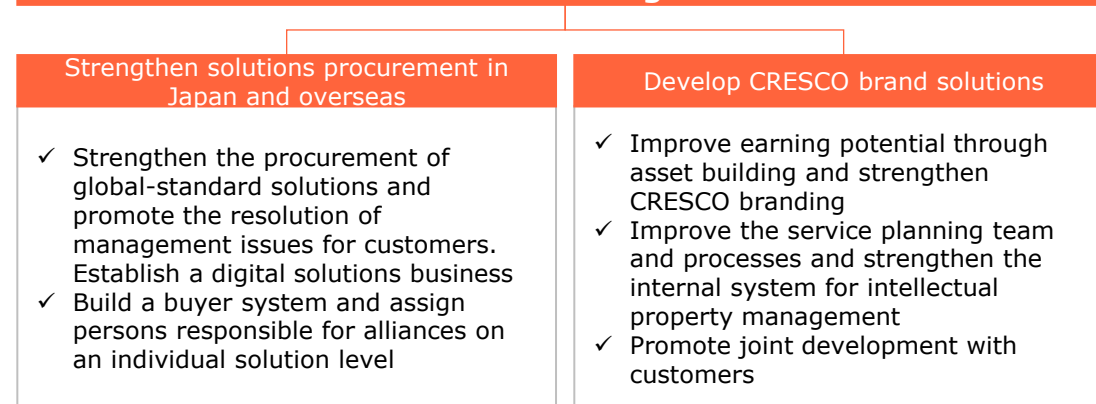 Strengthen solutions procurement in
Japan and overseas
✓ Strengthen the procurement of
global-standard solutions and
promote the resolution of
management issues for customers.
Establish a digital solutions business
✓ Build a buyer system and assign
persons responsible for alliances on
an individual solution level
Develop CRESCO brand solutions
✓ Improve earning potential through
asset building and strengthen
CRESCO branding
✓ Improve the service planning team
and processes and strengthen the
internal system for intellectual
property management
✓ Promote joint development with
customers